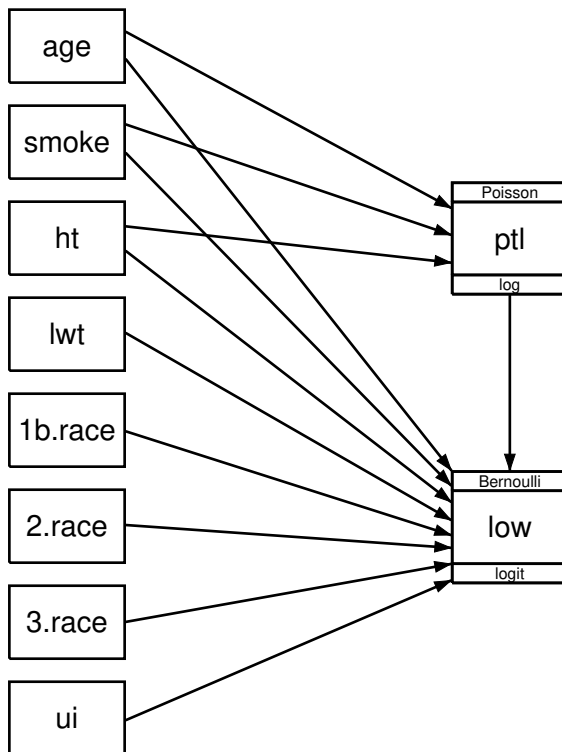 age
smoke
ht
lwt
1b.race
2.race
3.race
ui
Poisson
ptl
log
Bernoulli
low
logit